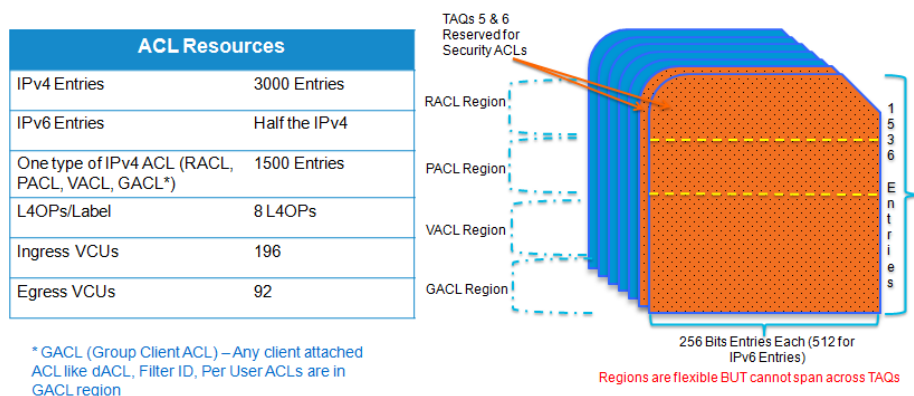 ACL Resources
IPv4 Entries 3000 Entries
IPv6 Entries Half the IPv4
One type of IPv4 ACL (RACL, 1500 Entries
PACL, VACL, GACL*)
L4OPs/Label 8 L4OPs
Ingress VCUs 196
Egress VCUs 92
* GACL (Group Client ACL) – Any client attached
ACL like dACL, Filter ID, Per User ACLs are in
GACL region
TAQs 5 & 6
Reserved for
Security ACLs
RACL Region
PACL Region
VACL Region
GACL Region
1536 Entries
256 Bits Entries Each (512 for
IPv6 Entries)
Regions are flexible BUT cannot span across TAQs